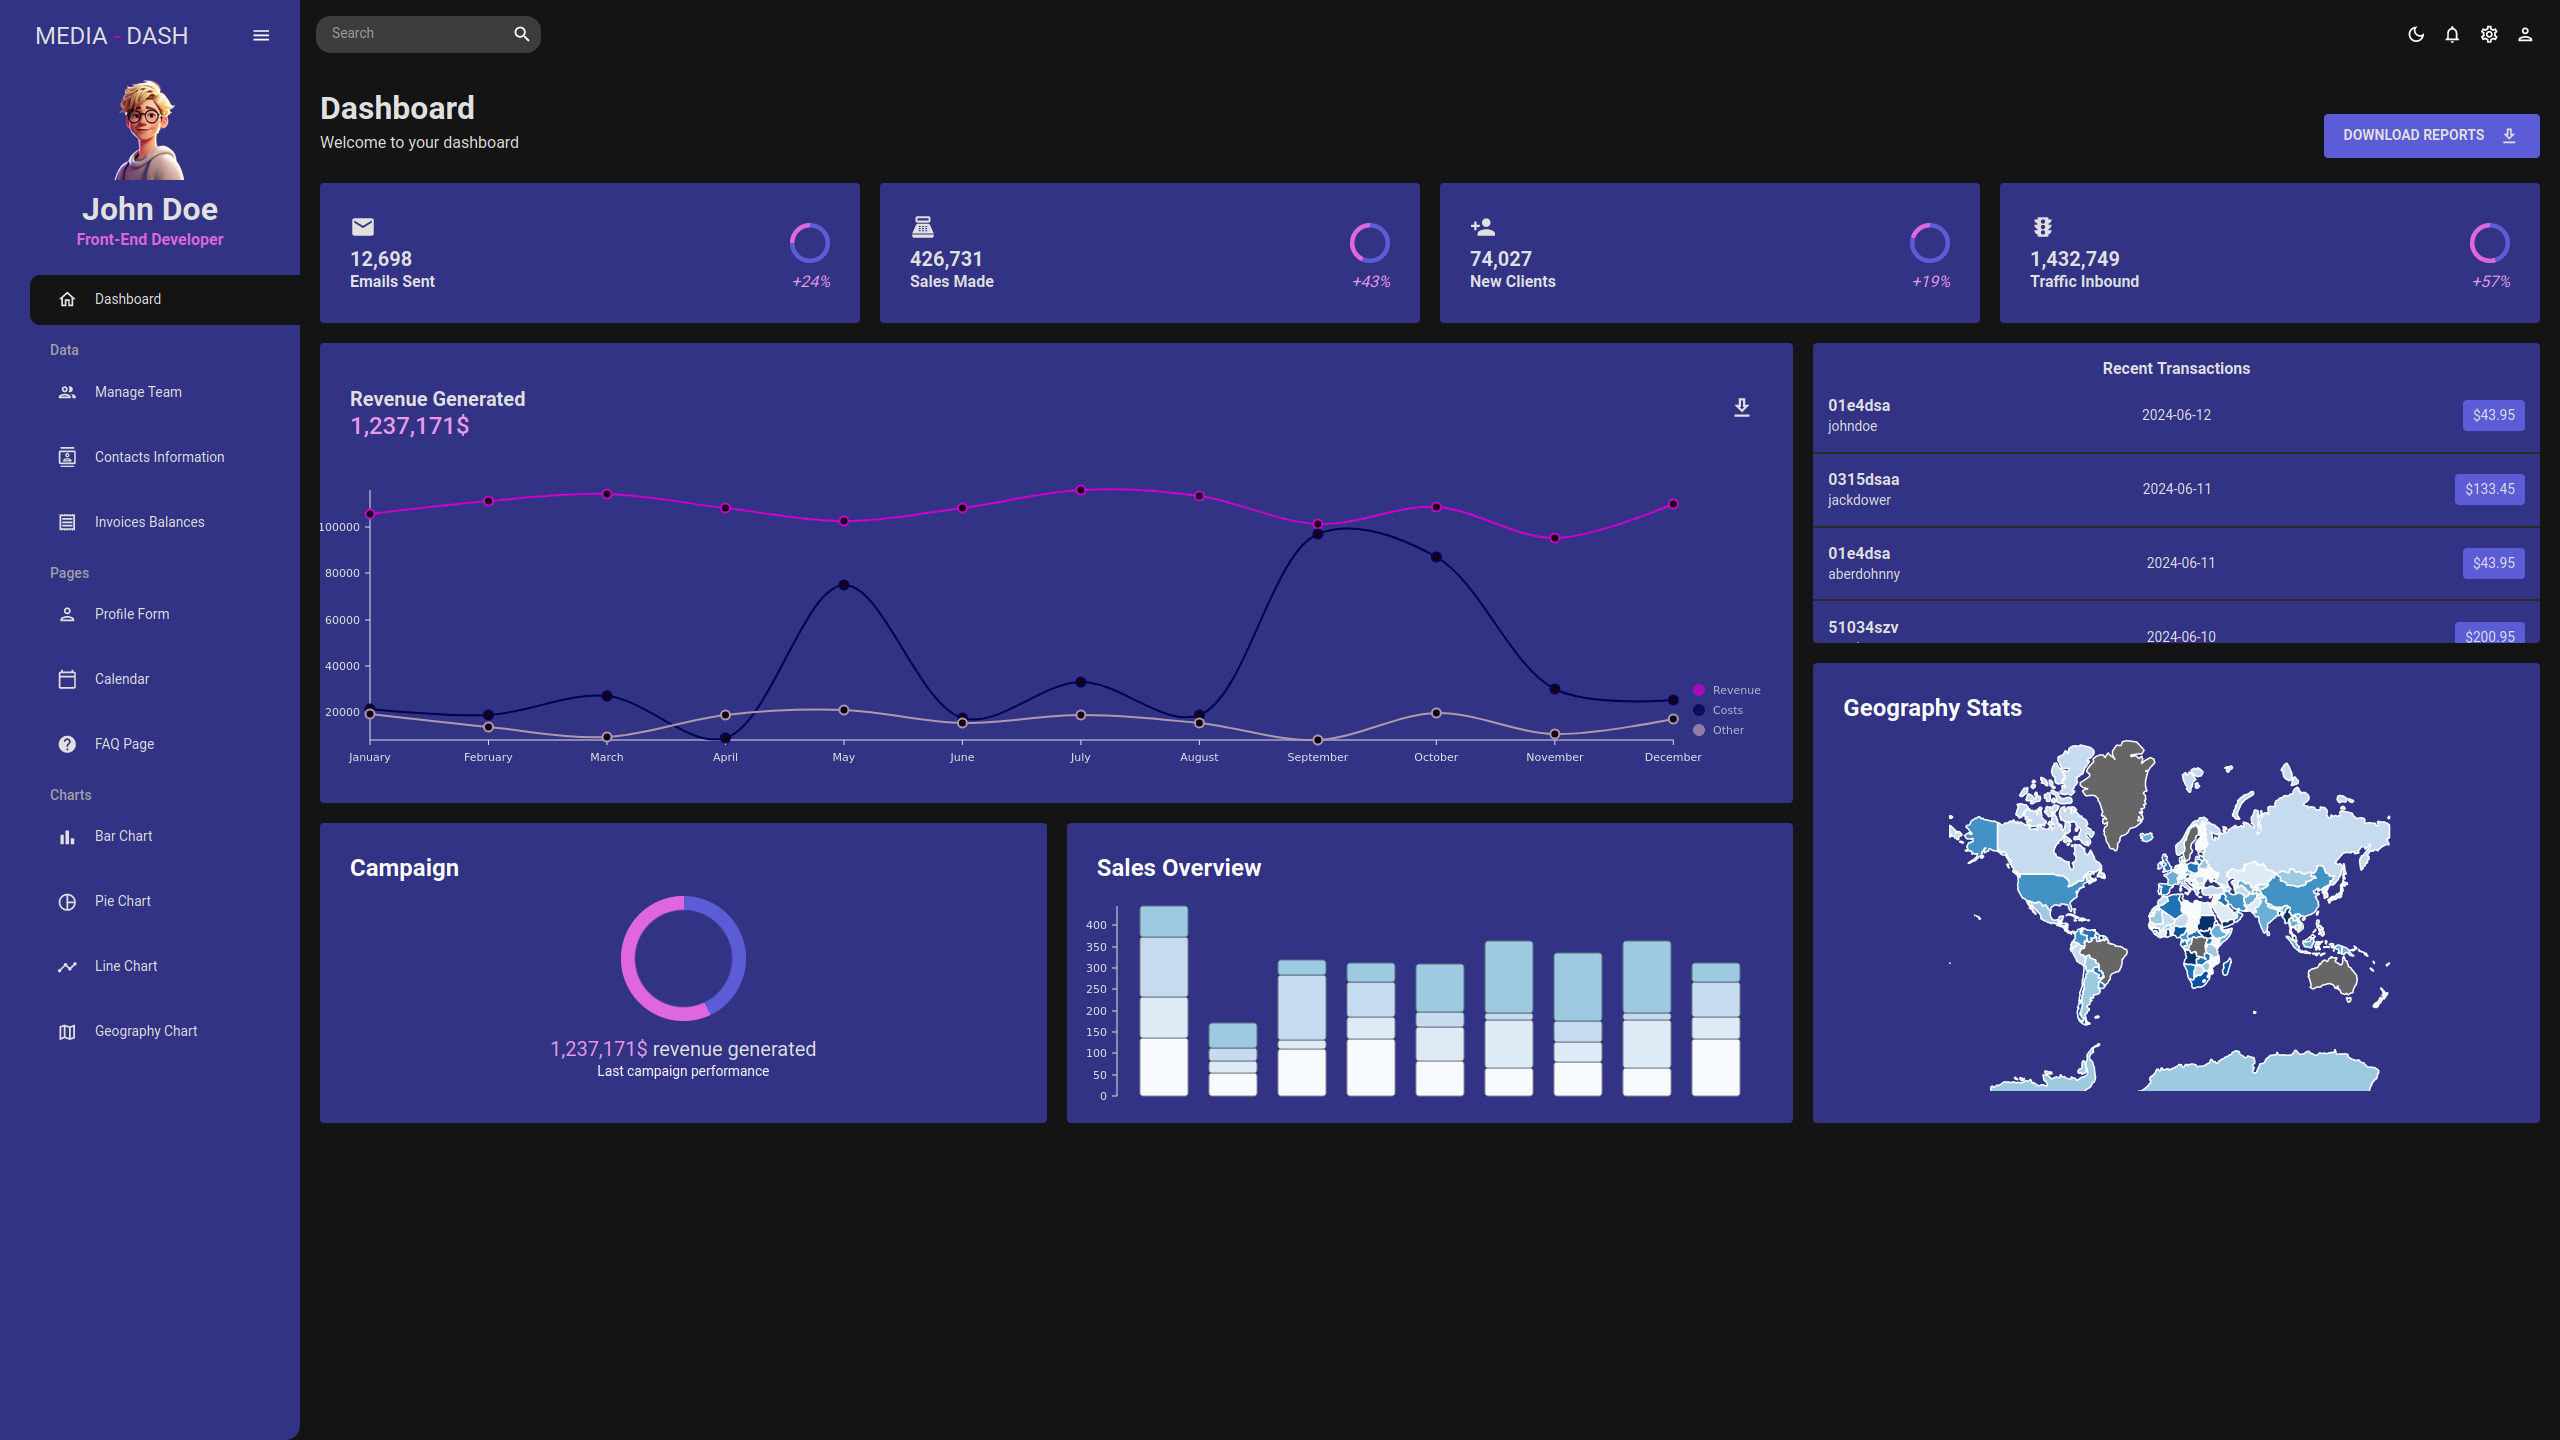 MEDIA - DASH
Search
John Doe
Front-End Developer
Dashboard
Data
Manage Team
Contacts Information
Invoices Balances
Pages
Profile Form
Calendar
FAQ Page
Charts
Bar Chart
Pie Chart
Line Chart
Geography Chart
Dashboard
Welcome to your dashboard
DOWNLOAD REPORTS
12,698
Emails Sent
+24%
426,731
Sales Made
+43%
74,027
New Clients
+19%
1,432,749
Traffic Inbound
+57%
Revenue Generated
1,237,171$
100000
80000
60000
40000
20000
January February March April May June July August September October November December
Revenue
Costs
Other
Recent Transactions
01e4dsa
johndoe
2024-06-12
$43.95
0315dsaa
jackdower
2024-06-11
$133.45
01e4dsa
aberdohnny
2024-06-11
$43.95
51034szv
2024-06-10
$200.95
Campaign
1,237,171$ revenue generated
Last campaign performance
Sales Overview
400
350
300
250
200
150
100
50
0
Geography Stats